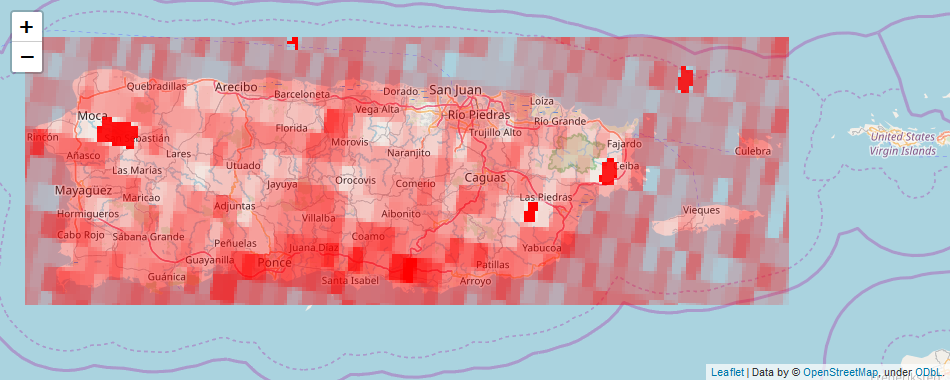 +
−
Quebradillas
Arecibo
Barceloneta
Dorado
San Juan
Vega Alta
Loíza
Moca
Río Piedras
Río Grande
Florida
Trujillo Alto
Rincón
bastián
Morovis
Fajardo
United States
Virgin Islands
Añasco
Lares
Naranjito
Culebra
Las Marías
Utuado
Ceiba
Caguas
Mayagüez
Jayuya
Orocovis
Comerío
Maricao
Las Piedras
Hormigueros
Adjuntas
Villalba
Aibonito
Vieques
Cabo Rojo
Sábana Grande
Peñuelas
Juana Díaz
Coamo
Yabucoa
Guayanilla
Ponce
Patillas
Guánica
Santa Isabel
Arroyo
Leaflet | Data by © OpenStreetMap, under ODbL.